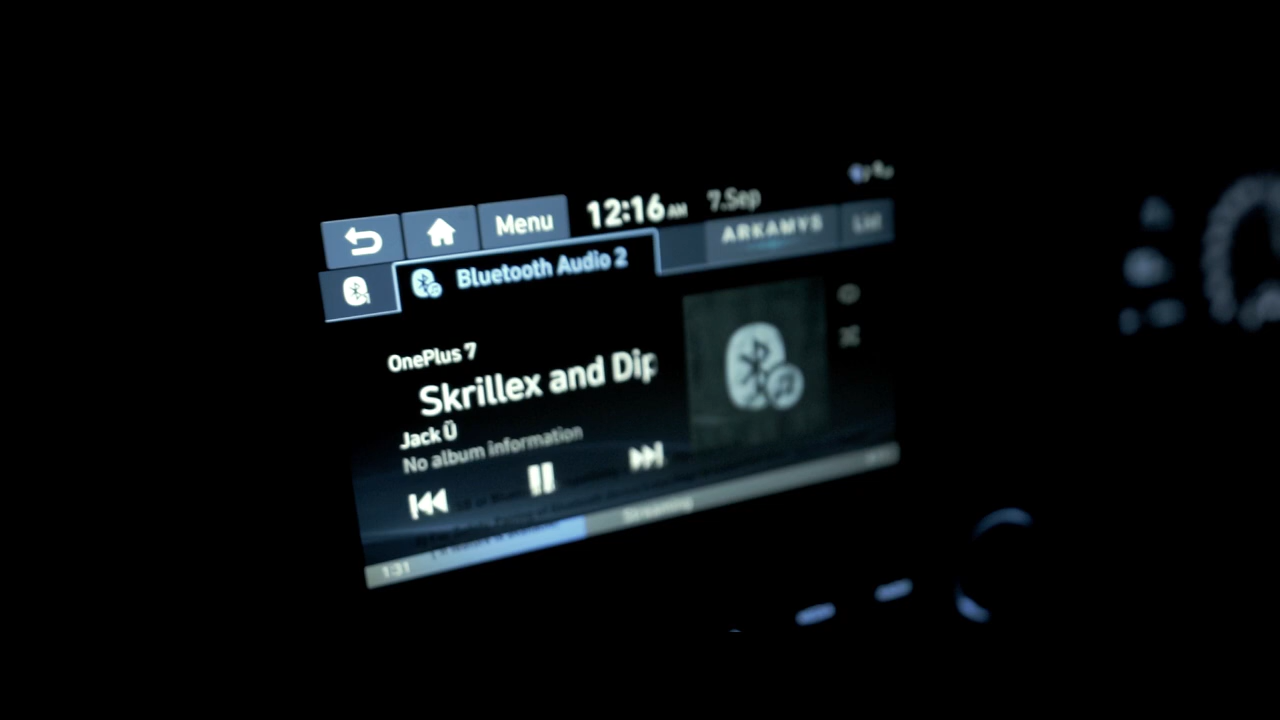 Menu
12:16 AM 7.Sep
ARKAMYS List
Bluetooth Audio 2
OnePlus 7
Skrillex and Dip
Jack Ü
No album information
Streaming
1:31